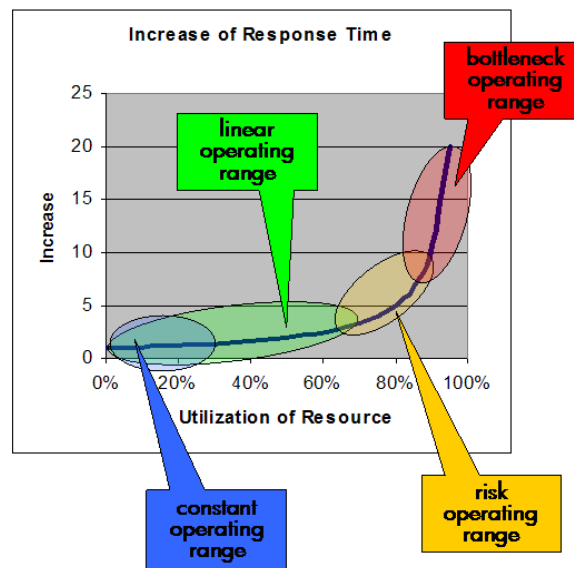 Increase of Response Time
bottleneck
operating
range
linear
operating
range
25
20
15
10
5
0
Increase
0%
20%
40%
60%
80%
100%
Utilization of Resource
constant
operating
range
risk
operating
range